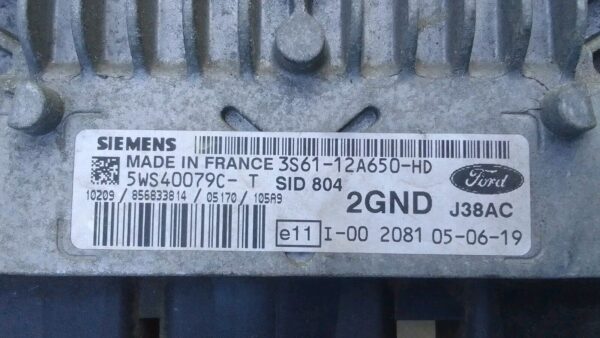 SIEMENS
MADE IN FRANCE 3S61-12A650-HD
5WS40079C- T SID 804
Ford
10209 / 856833814 / 05170 / 105A9
2GND J38AC
e11 I-00 2081 05-06-19